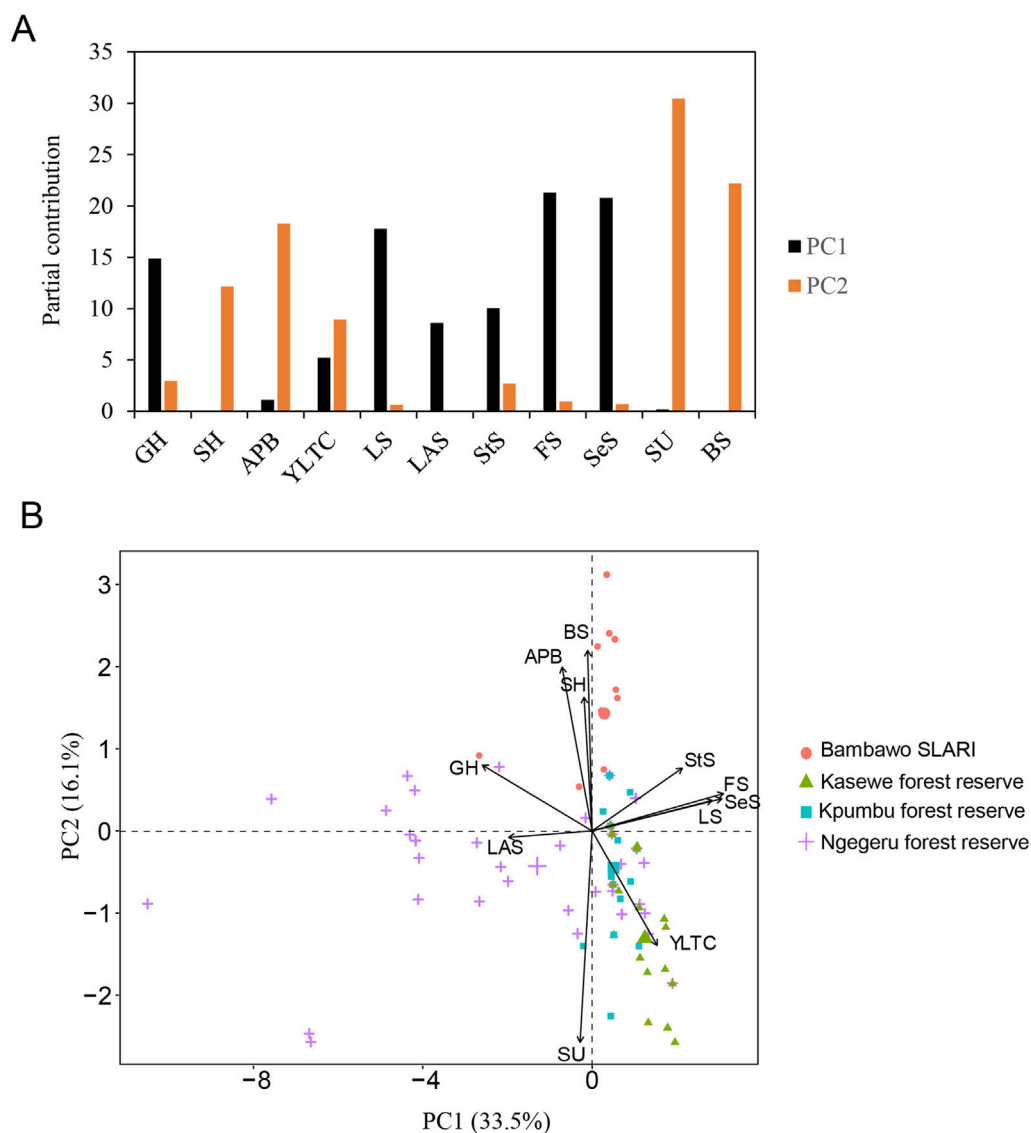 A
35
30
25
20
15
10
5
0
Partial contribution
GH SH APB YLTC LS LAS StS FS SeS SU BS
PC1
PC2
B
3
2
1
0
-1
-2
PC2 (16.1%)
BS
APB
SH
GH
StS
FS
SeS
LS
LAS
YLTC
SU
-8 -4 0
PC1 (33.5%)
Bambawo SLARI
Kasewe forest reserve
Kpumbu forest reserve
Ngegeru forest reserve